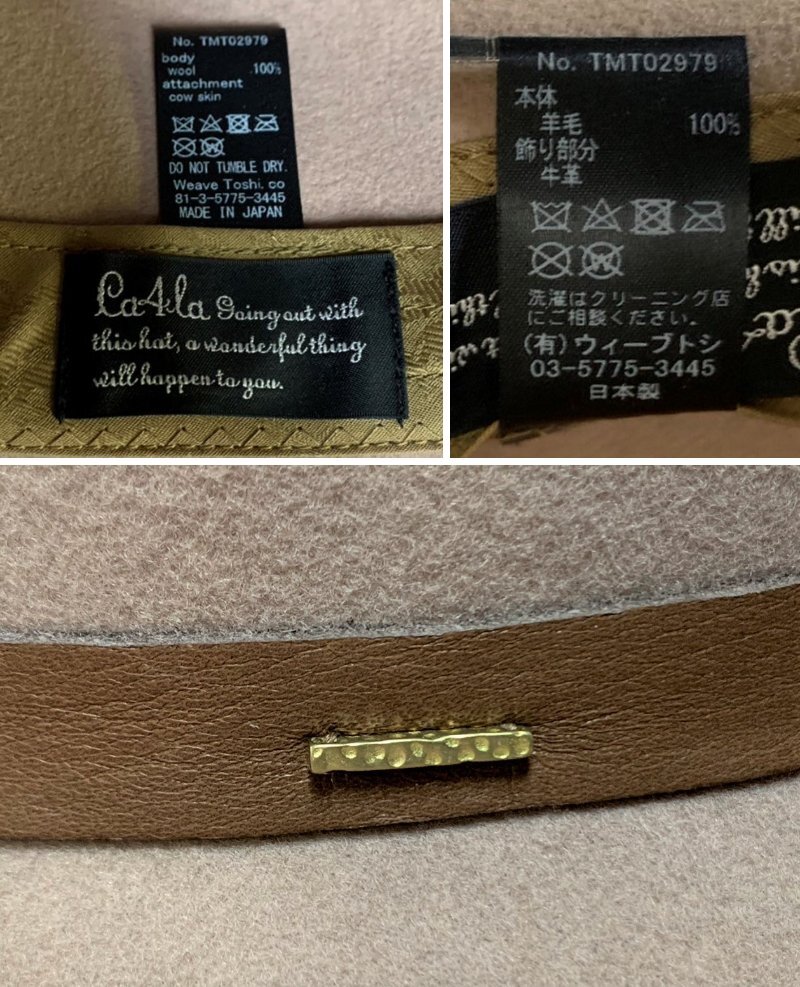 No. TMT02979
body
wool 100%
attachment
cow skin
DO NOT TUMBLE DRY.
Weave Toshi.co
81-3-5775-3445
MADE IN JAPAN
Ca4la Going out with
this hat, a wonderful thing
will happen to you.
No. TMT02979
本体
羊毛 100%
飾り部分
牛革
洗濯はクリーニング店
にご相談ください。
(有)ウィーブトシ
03-5775-3445
日本製